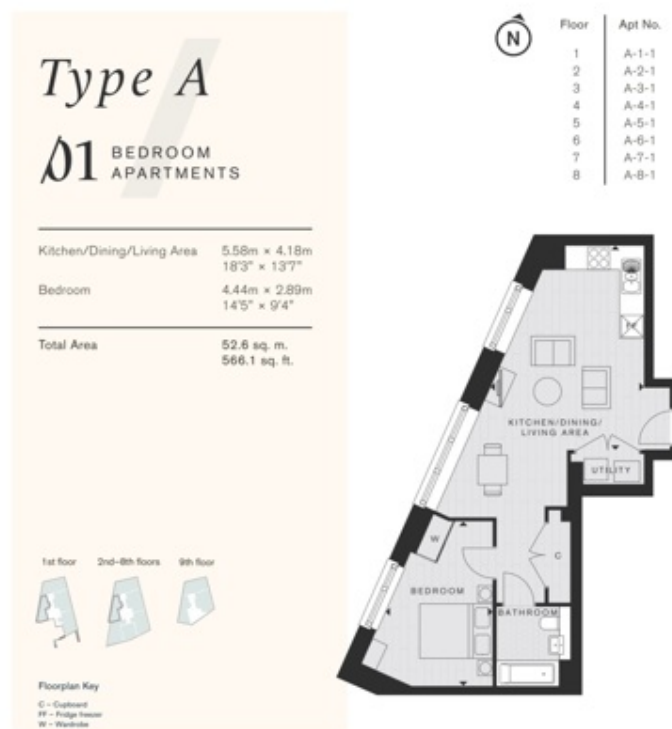 Type A
01 BEDROOM
APARTMENTS
Kitchen/Dining/Living Area 5.58m × 4.18m
18'3" × 13'7"
Bedroom 4.44m × 2.89m
14'5" × 9'4"
Total Area 52.6 sq. m.
566.1 sq. ft.
1st floor 2nd–8th floors 9th floor
Floorplan Key
C – Cupboard
FF – Fridge freezer
W – Wardrobe
N
Floor Apt No.
1 A-1-1
2 A-2-1
3 A-3-1
4 A-4-1
5 A-5-1
6 A-6-1
7 A-7-1
8 A-8-1
FF
KITCHEN/DINING/
LIVING AREA
UTILITY
W
C
BEDROOM
BATHROOM